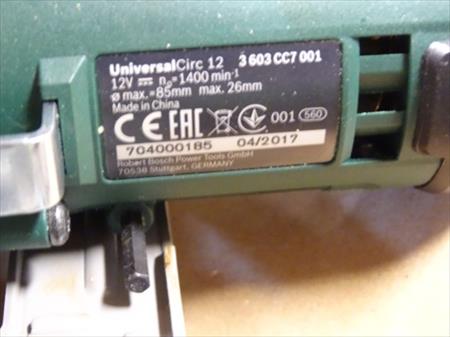 UniversalCirc 12 3 603 CC7 001
12V ⎓ n₀=1400 min⁻¹
ø max.=85mm max. 26mm
Made in China
CE EAC 001 560
704000185 04/2017
Robert Bosch Power Tools GmbH
70538 Stuttgart, GERMANY